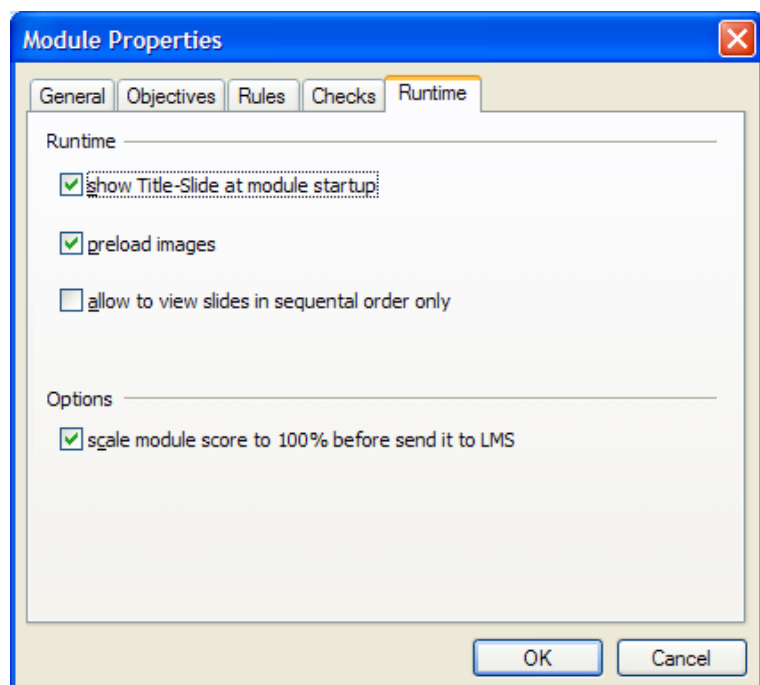 Module Properties
General Objectives Rules Checks Runtime
Runtime
show Title-Slide at module startup
preload images
allow to view slides in sequental order only
Options
scale module score to 100% before send it to LMS
OK Cancel